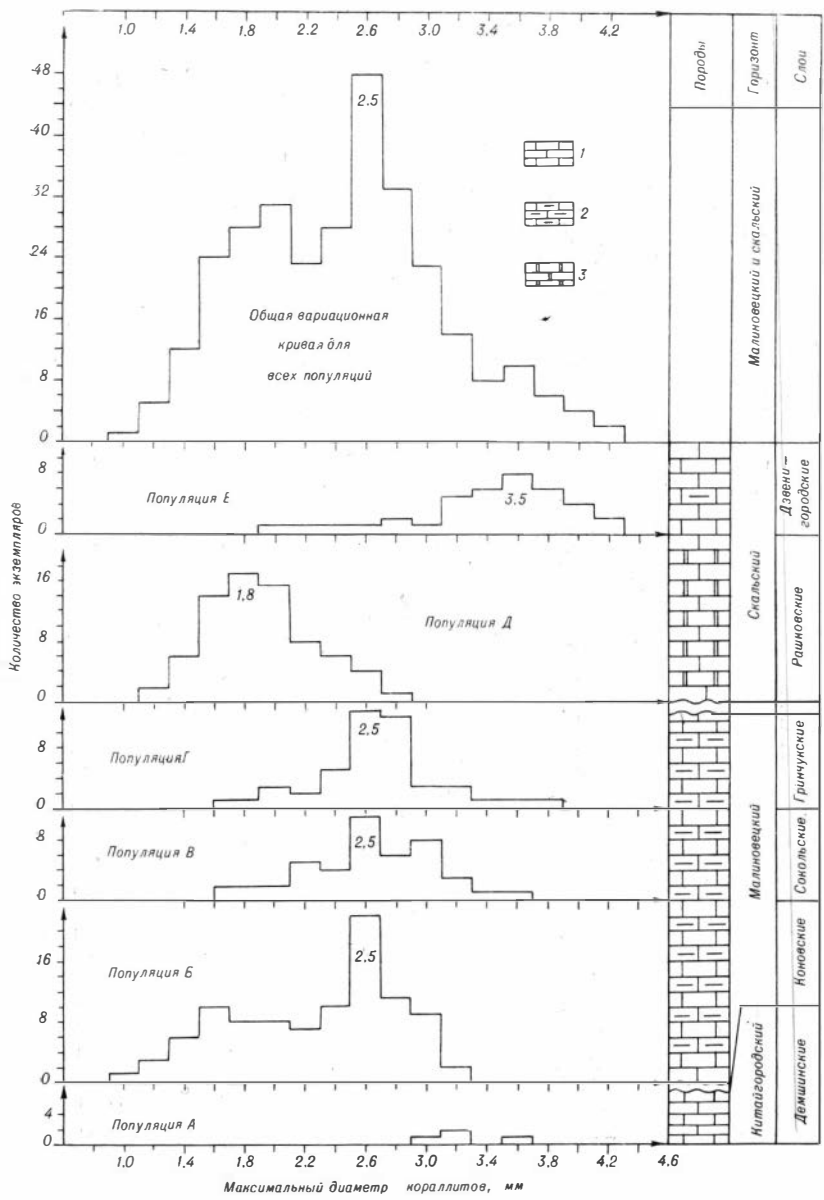 1.0 1.4 1.8 2.2 2.6 3.0 3.4 3.8 4.2
Породы
Горизонт
Слои
48
40
32
24
16
8
0
2.5
1
2
3
Общая вариационная
кривал для
всех популяций
Малиновецкий и скальский
Количество экземпляров
8
0
Популяция Е
3.5
Дзвени-
городские
16
8
0
1,8
Популяция Д
Скальский
Рашковские
8
0
Популяция Г
2,5
Гринчукские
8
0
Популяция В
2,5
Малиновецкий
Сокольские
16
8
0
Популяция Б
2.5
Коновские
4
0
Популяция А
Китайгородский
Демшинские
1.0 1.4 1.8 2.2 2.6 3.0 3.4 3.8 4.2 4.6
Максимальный диаметр кораллитов, мм